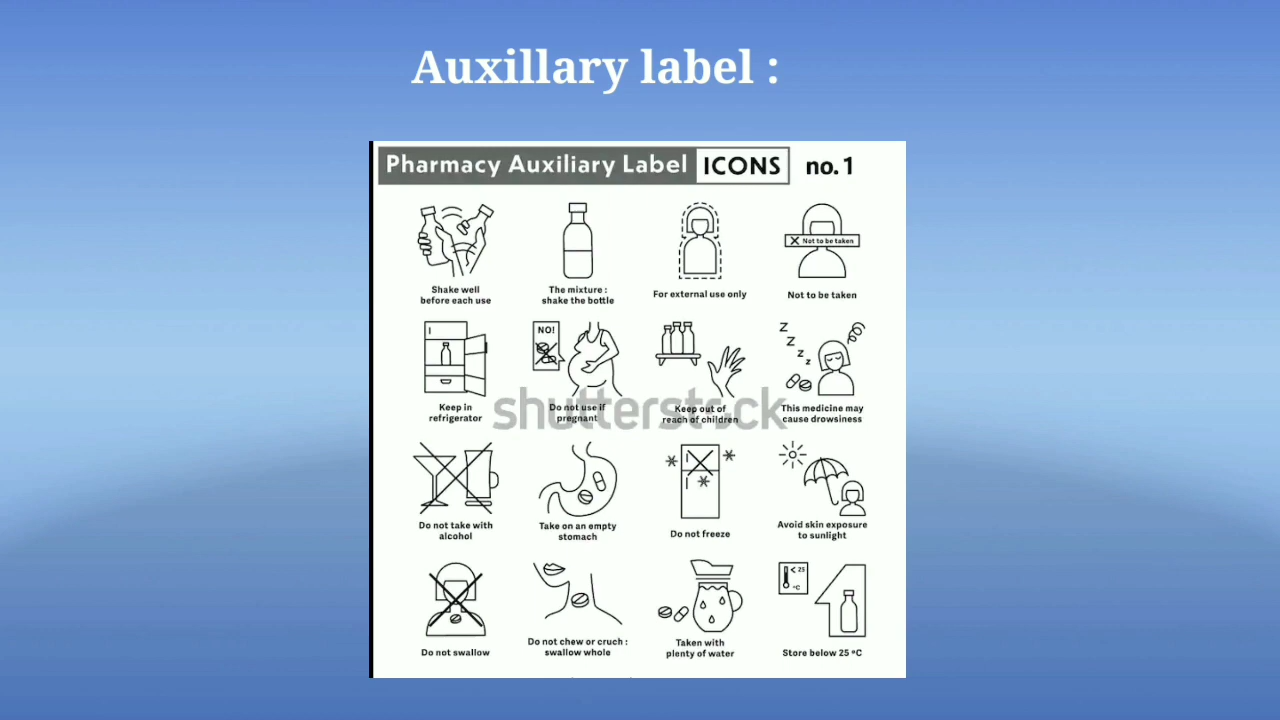 Auxillary label :
Pharmacy Auxiliary Label ICONS no. 1
Shake well
before each use
The mixture :
shake the bottle
For external use only
Not to be taken
Not to be taken
Keep in
refrigerator
NO!
Do not use if
pregnant
Keep out of
reach of children
Z
Z
z
z
This medicine may
cause drowsiness
shutterstock
Do not take with
alcohol
Take on an empty
stomach
Do not freeze
Avoid skin exposure
to sunlight
Do not swallow
Do not chew or cruch :
swallow whole
Taken with
plenty of water
< 25
°C
Store below 25 °C